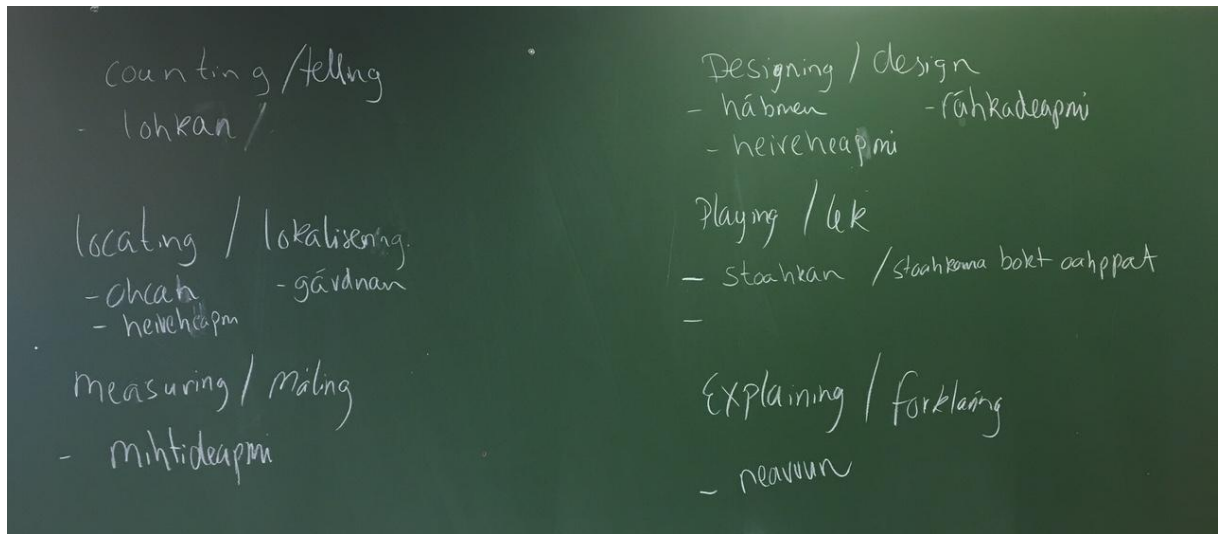 counting / telling
- lohkan /
locating / lokalisering.
- ohcan - gávdnan
- heiveheapmi
measuring / måling
- mihtideapmi
Designing / design
- hábmen - ráhkadeapmi
- heiveheapmi
Playing / lek
- stoahkan / stoahkama bokt oahppat
-
Explaining / forklaring
- neavvun